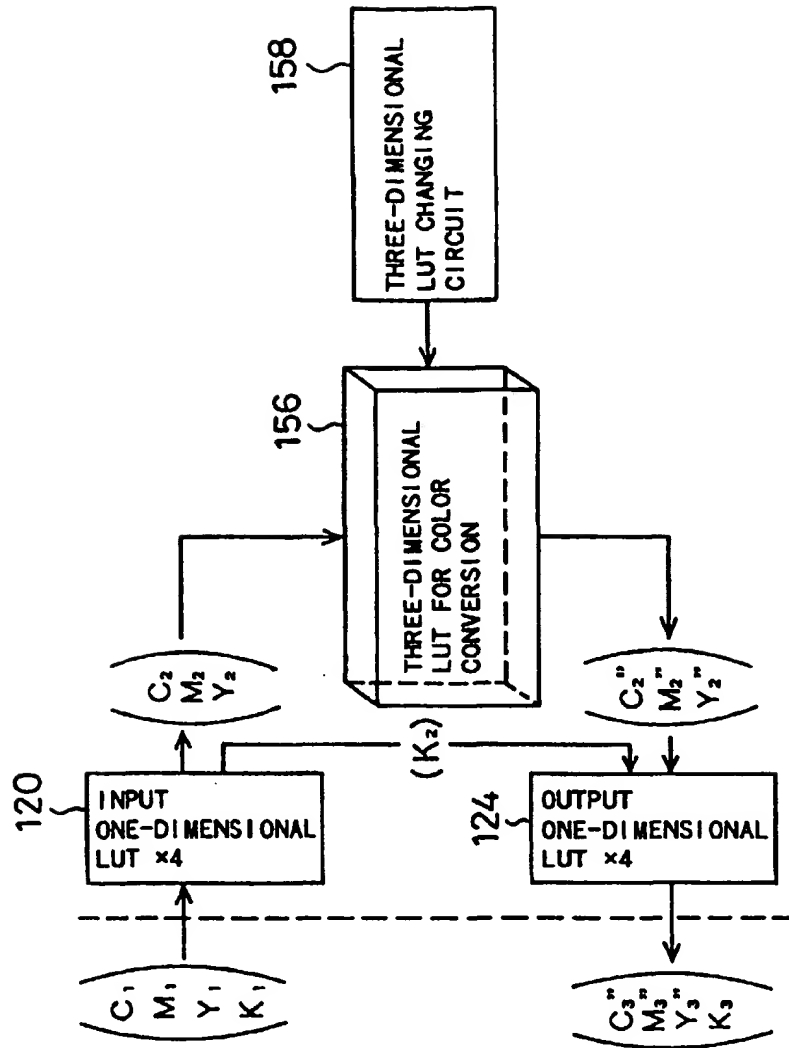 C₁
M₁
Y₁
K₁
120
INPUT
ONE-DIMENSIONAL
LUT ×4
C₂
M₂
Y₂
(K₂)
156
THREE-DIMENSIONAL
LUT FOR COLOR
CONVERSION
158
THREE-DIMENSIONAL
LUT CHANGING
CIRCUIT
C₂"
M₂"
Y₂"
124
OUTPUT
ONE-DIMENSIONAL
LUT ×4
C₃"
M₃"
Y₃"
K₃